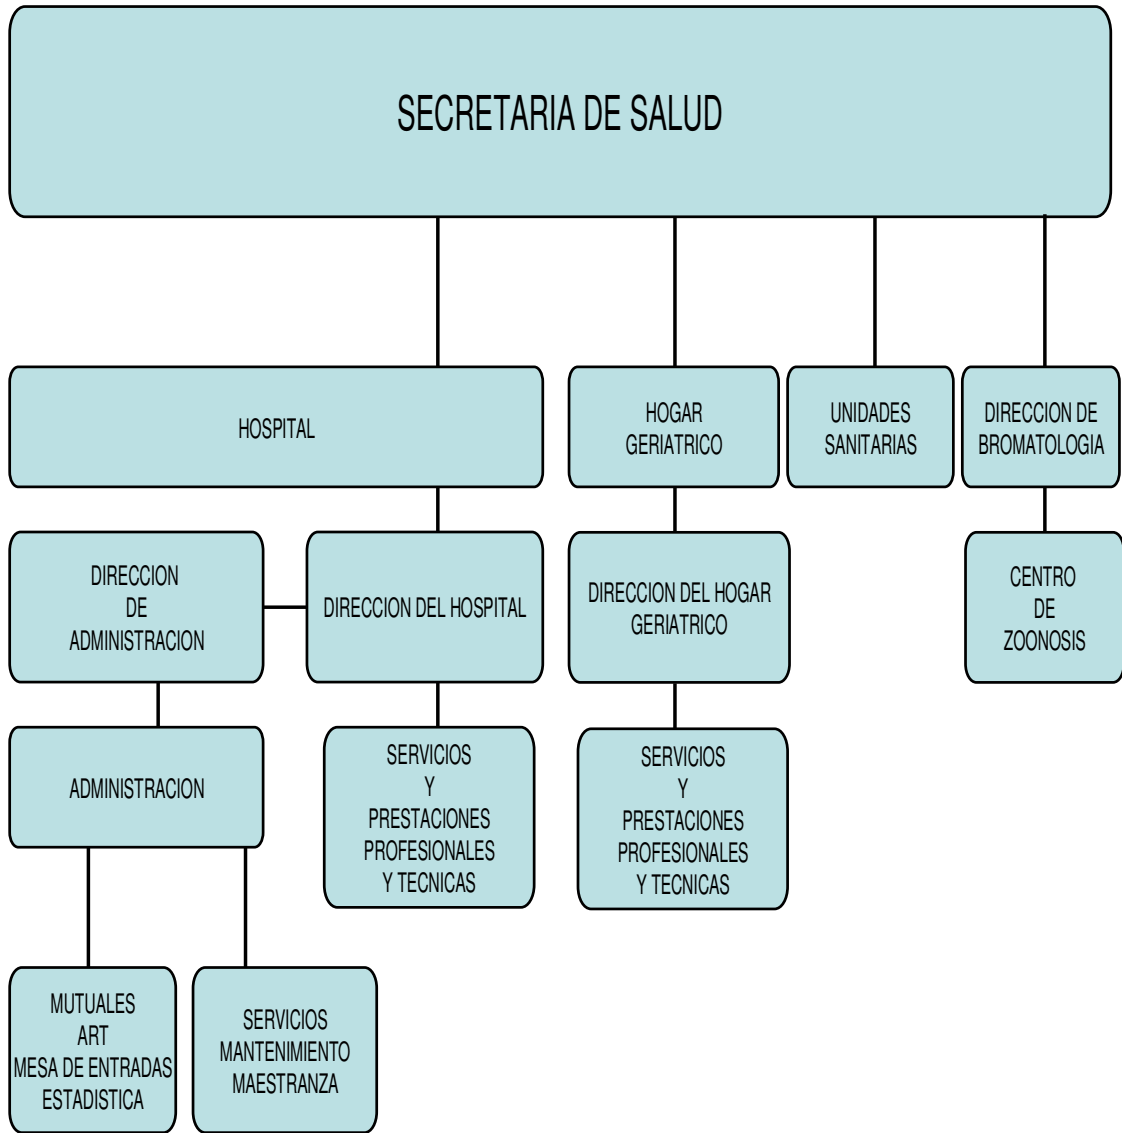 SECRETARIA DE SALUD
HOSPITAL
HOGAR
GERIATRICO
UNIDADES
SANITARIAS
DIRECCION DE
BROMATOLOGIA
DIRECCION
DE
ADMINISTRACION
DIRECCION DEL HOSPITAL
DIRECCION DEL HOGAR
GERIATRICO
CENTRO
DE
ZOONOSIS
ADMINISTRACION
SERVICIOS
Y
PRESTACIONES
PROFESIONALES
Y TECNICAS
SERVICIOS
Y
PRESTACIONES
PROFESIONALES
Y TECNICAS
MUTUALES
ART
MESA DE ENTRADAS
ESTADISTICA
SERVICIOS
MANTENIMIENTO
MAESTRANZA